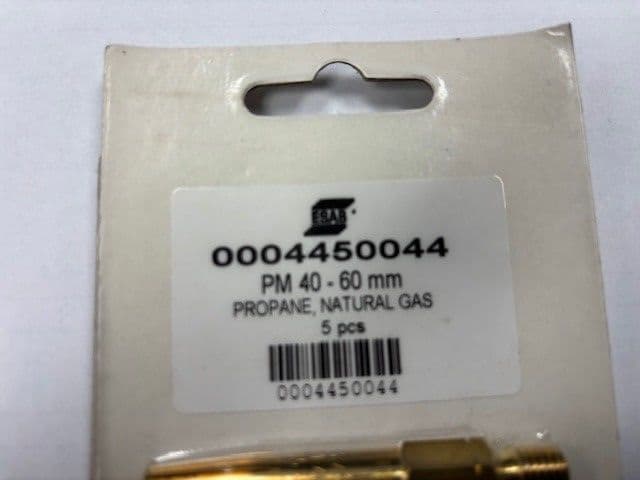 ESAB
0004450044
PM 40 - 60 mm
PROPANE, NATURAL GAS
5 pcs
0004450044